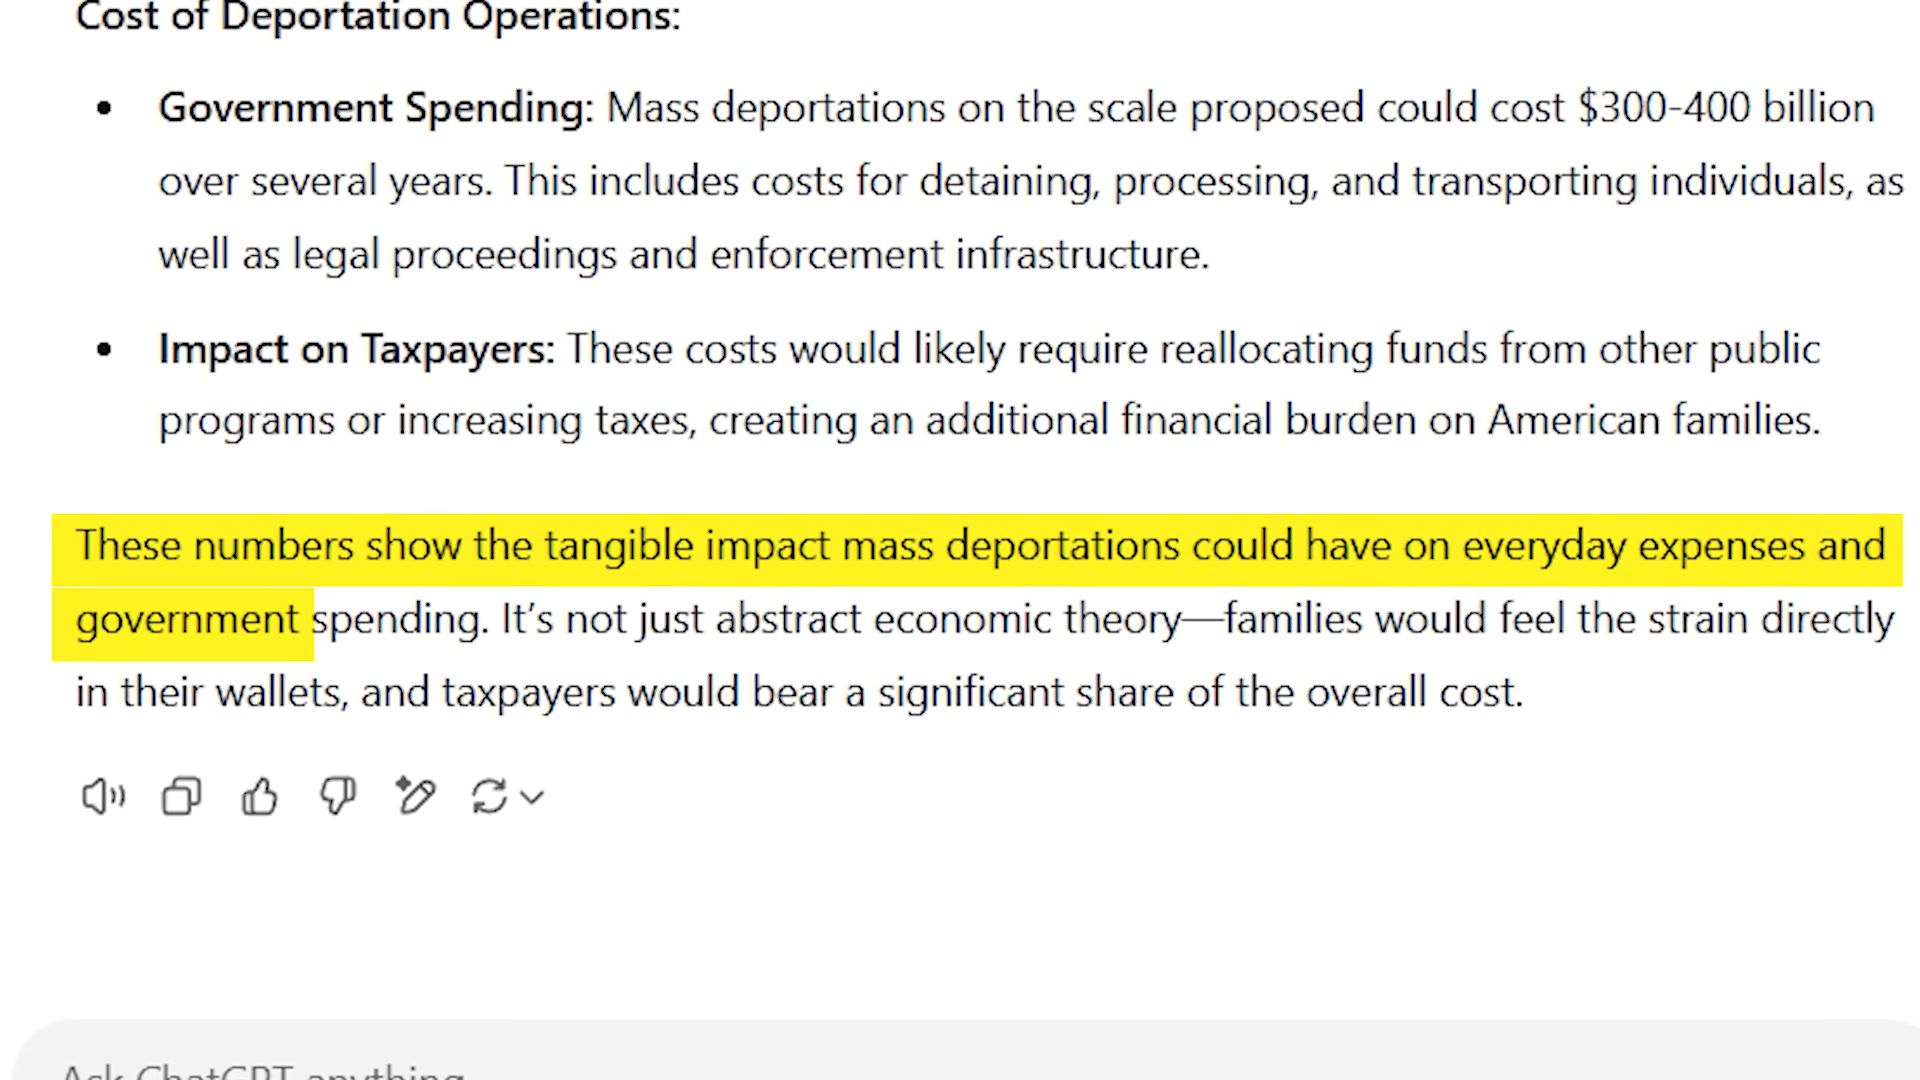 Cost of Deportation Operations:
• Government Spending: Mass deportations on the scale proposed could cost $300-400 billion
over several years. This includes costs for detaining, processing, and transporting individuals, as
well as legal proceedings and enforcement infrastructure.
• Impact on Taxpayers: These costs would likely require reallocating funds from other public
programs or increasing taxes, creating an additional financial burden on American families.
These numbers show the tangible impact mass deportations could have on everyday expenses and
government spending. It’s not just abstract economic theory—families would feel the strain directly
in their wallets, and taxpayers would bear a significant share of the overall cost.
Ask ChatGPT anything